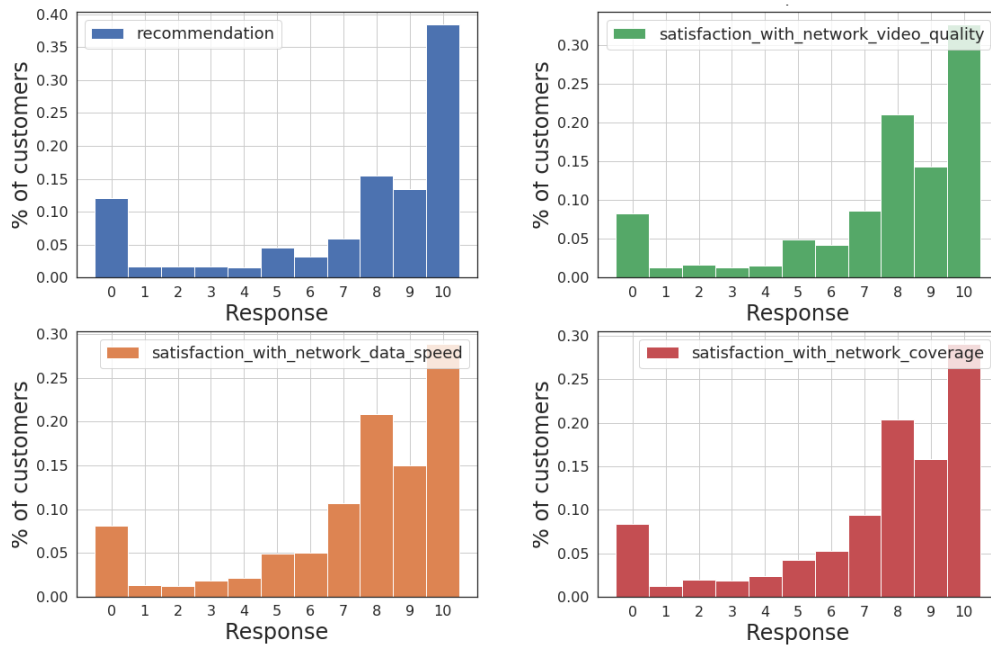 recommendation
% of customers
0.40
0.35
0.30
0.25
0.20
0.15
0.10
0.05
0.00
0 1 2 3 4 5 6 7 8 9 10
Response
satisfaction_with_network_video_quality
% of customers
0.30
0.25
0.20
0.15
0.10
0.05
0.00
0 1 2 3 4 5 6 7 8 9 10
Response
satisfaction_with_network_data_speed
% of customers
0.30
0.25
0.20
0.15
0.10
0.05
0.00
0 1 2 3 4 5 6 7 8 9 10
Response
satisfaction_with_network_coverage
% of customers
0.30
0.25
0.20
0.15
0.10
0.05
0.00
0 1 2 3 4 5 6 7 8 9 10
Response